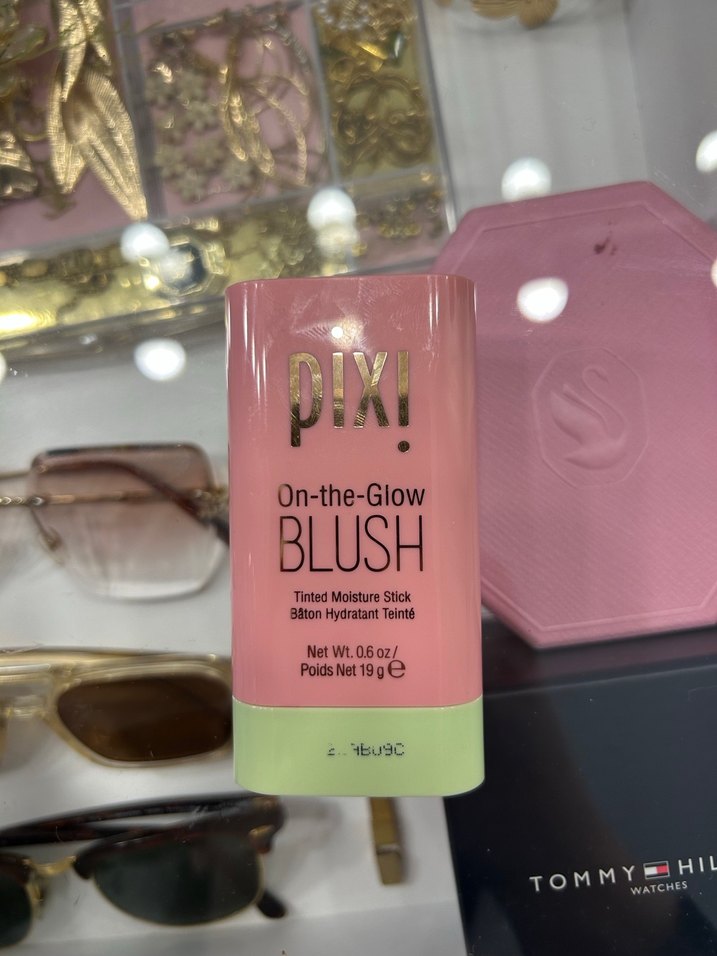 pixi
On-the-Glow
BLUSH
Tinted Moisture Stick
Bâton Hydratant Teinté
Net Wt. 0.6 oz/
Poids Net 19 g ℮
TOMMY HIL
WATCHES